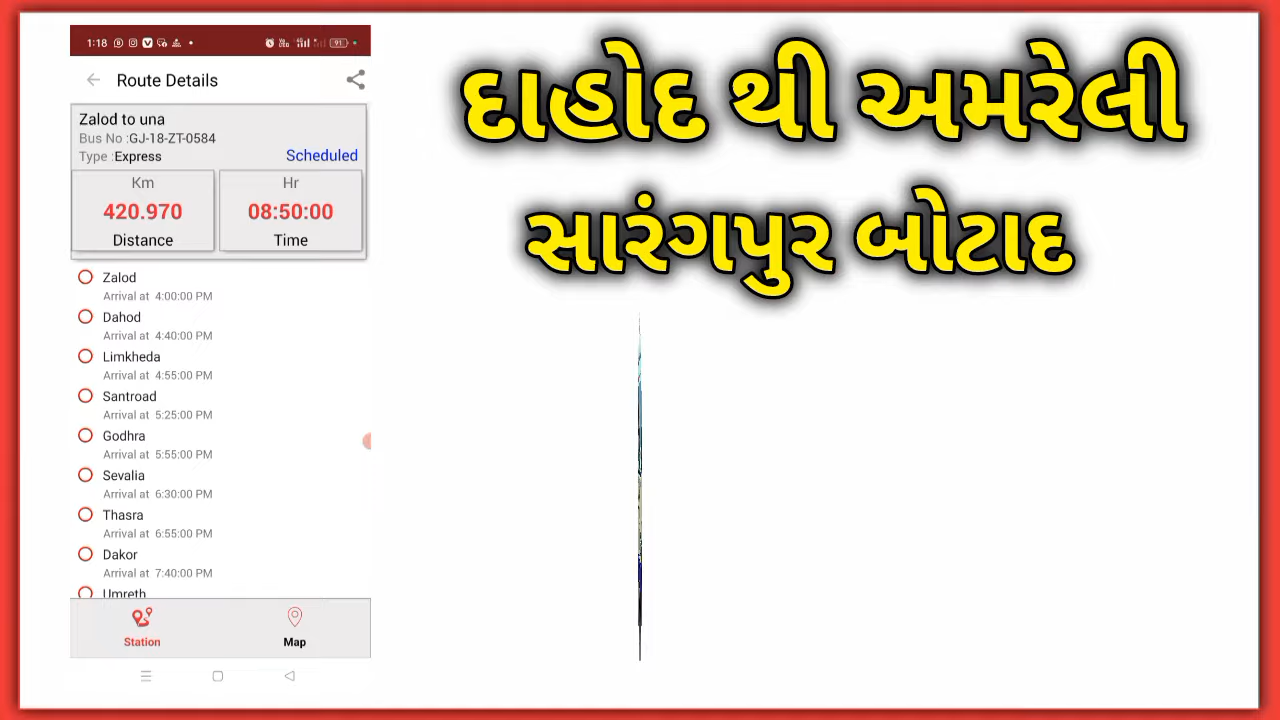 1:18
91
Route Details
Zalod to una
Bus No :GJ-18-ZT-0584
Type :Express
Scheduled
Km
420.970
Distance
Hr
08:50:00
Time
Zalod
Arrival at 4:00:00 PM
Dahod
Arrival at 4:40:00 PM
Limkheda
Arrival at 4:55:00 PM
Santroad
Arrival at 5:25:00 PM
Godhra
Arrival at 5:55:00 PM
Sevalia
Arrival at 6:30:00 PM
Thasra
Arrival at 6:55:00 PM
Dakor
Arrival at 7:40:00 PM
Umreth
Station
Map
દાહોદ થી અમરેલી
સારંગપુર બોટાદ